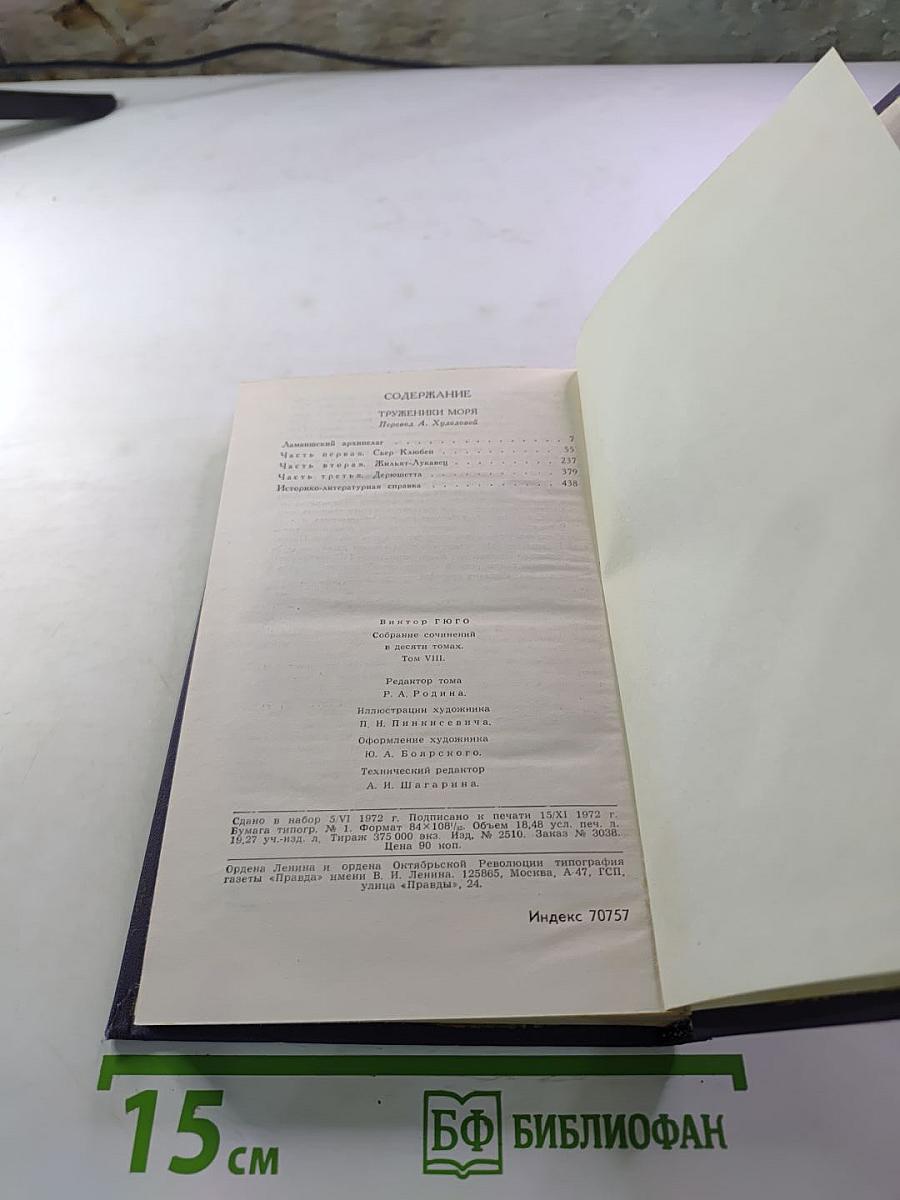 СОДЕРЖАНИЕ
ТРУЖЕНИКИ МОРЯ
Перевод А. Худадовой
Ламаншский архипелаг . . . . . . . . . . . . . . 7
Часть первая. Сьер Клюбен . . . . . . . . . . 55
Часть вторая. Жильят-Лукавец . . . . . . . . . 237
Часть третья. Дерюшетта . . . . . . . . . . . 379
Историко-литературная справка . . . . . . . . . . 438
Виктор ГЮГО
Собрание сочинений
в десяти томах.
Том VIII.
Редактор тома
Р. А. Родина.
Иллюстрации художника
П. Н. Пинкисевича.
Оформление художника
Ю. А. Боярского.
Технический редактор
А. И. Шагарина.
Сдано в набор 5/VI 1972 г. Подписано к печати 15/XI 1972 г.
Бумага типогр. № 1. Формат 84×108¹/₃₂. Объем 18,48 усл. печ. л.
19,27 уч.-изд. л. Тираж 375 000 экз. Изд. № 2510. Заказ № 3038.
Цена 90 коп.
Ордена Ленина и ордена Октябрьской Революции типография
газеты «Правда» имени В. И. Ленина. 125865, Москва, А-47, ГСП,
улица «Правды», 24.
Индекс 70757
15 см
БФ БИБЛИОФАН